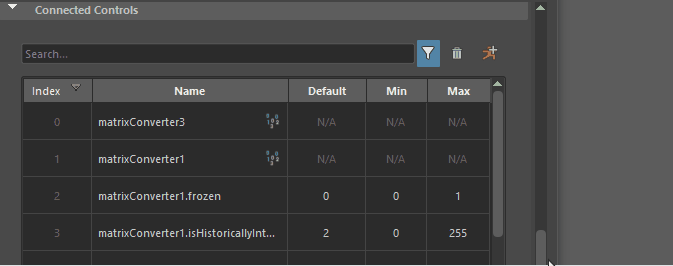 Connected Controls
Search...
Index Name Default Min Max
0 matrixConverter3 N/A N/A N/A
1 matrixConverter1 N/A N/A N/A
2 matrixConverter1.frozen 0 0 1
3 matrixConverter1.isHistoricallyInt... 2 0 255